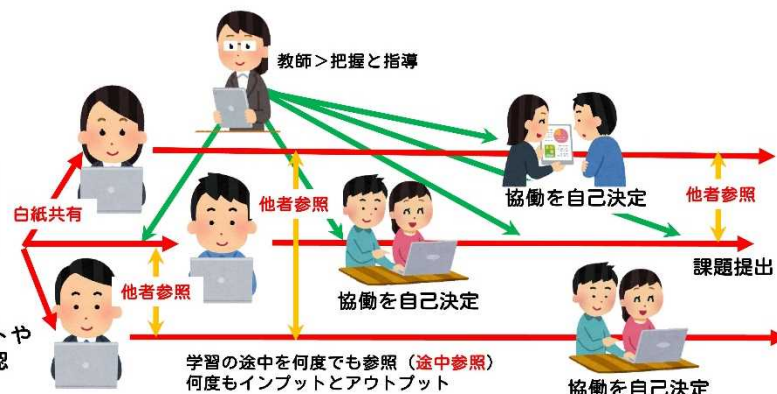 教師>把握と指導
白紙共有
他者参照
協働を自己決定
他者参照
他者参照
協働を自己決定
課題提出
トや
認
学習の途中を何度でも参照（途中参照）
何度もインプットとアウトプット
協働を自己決定